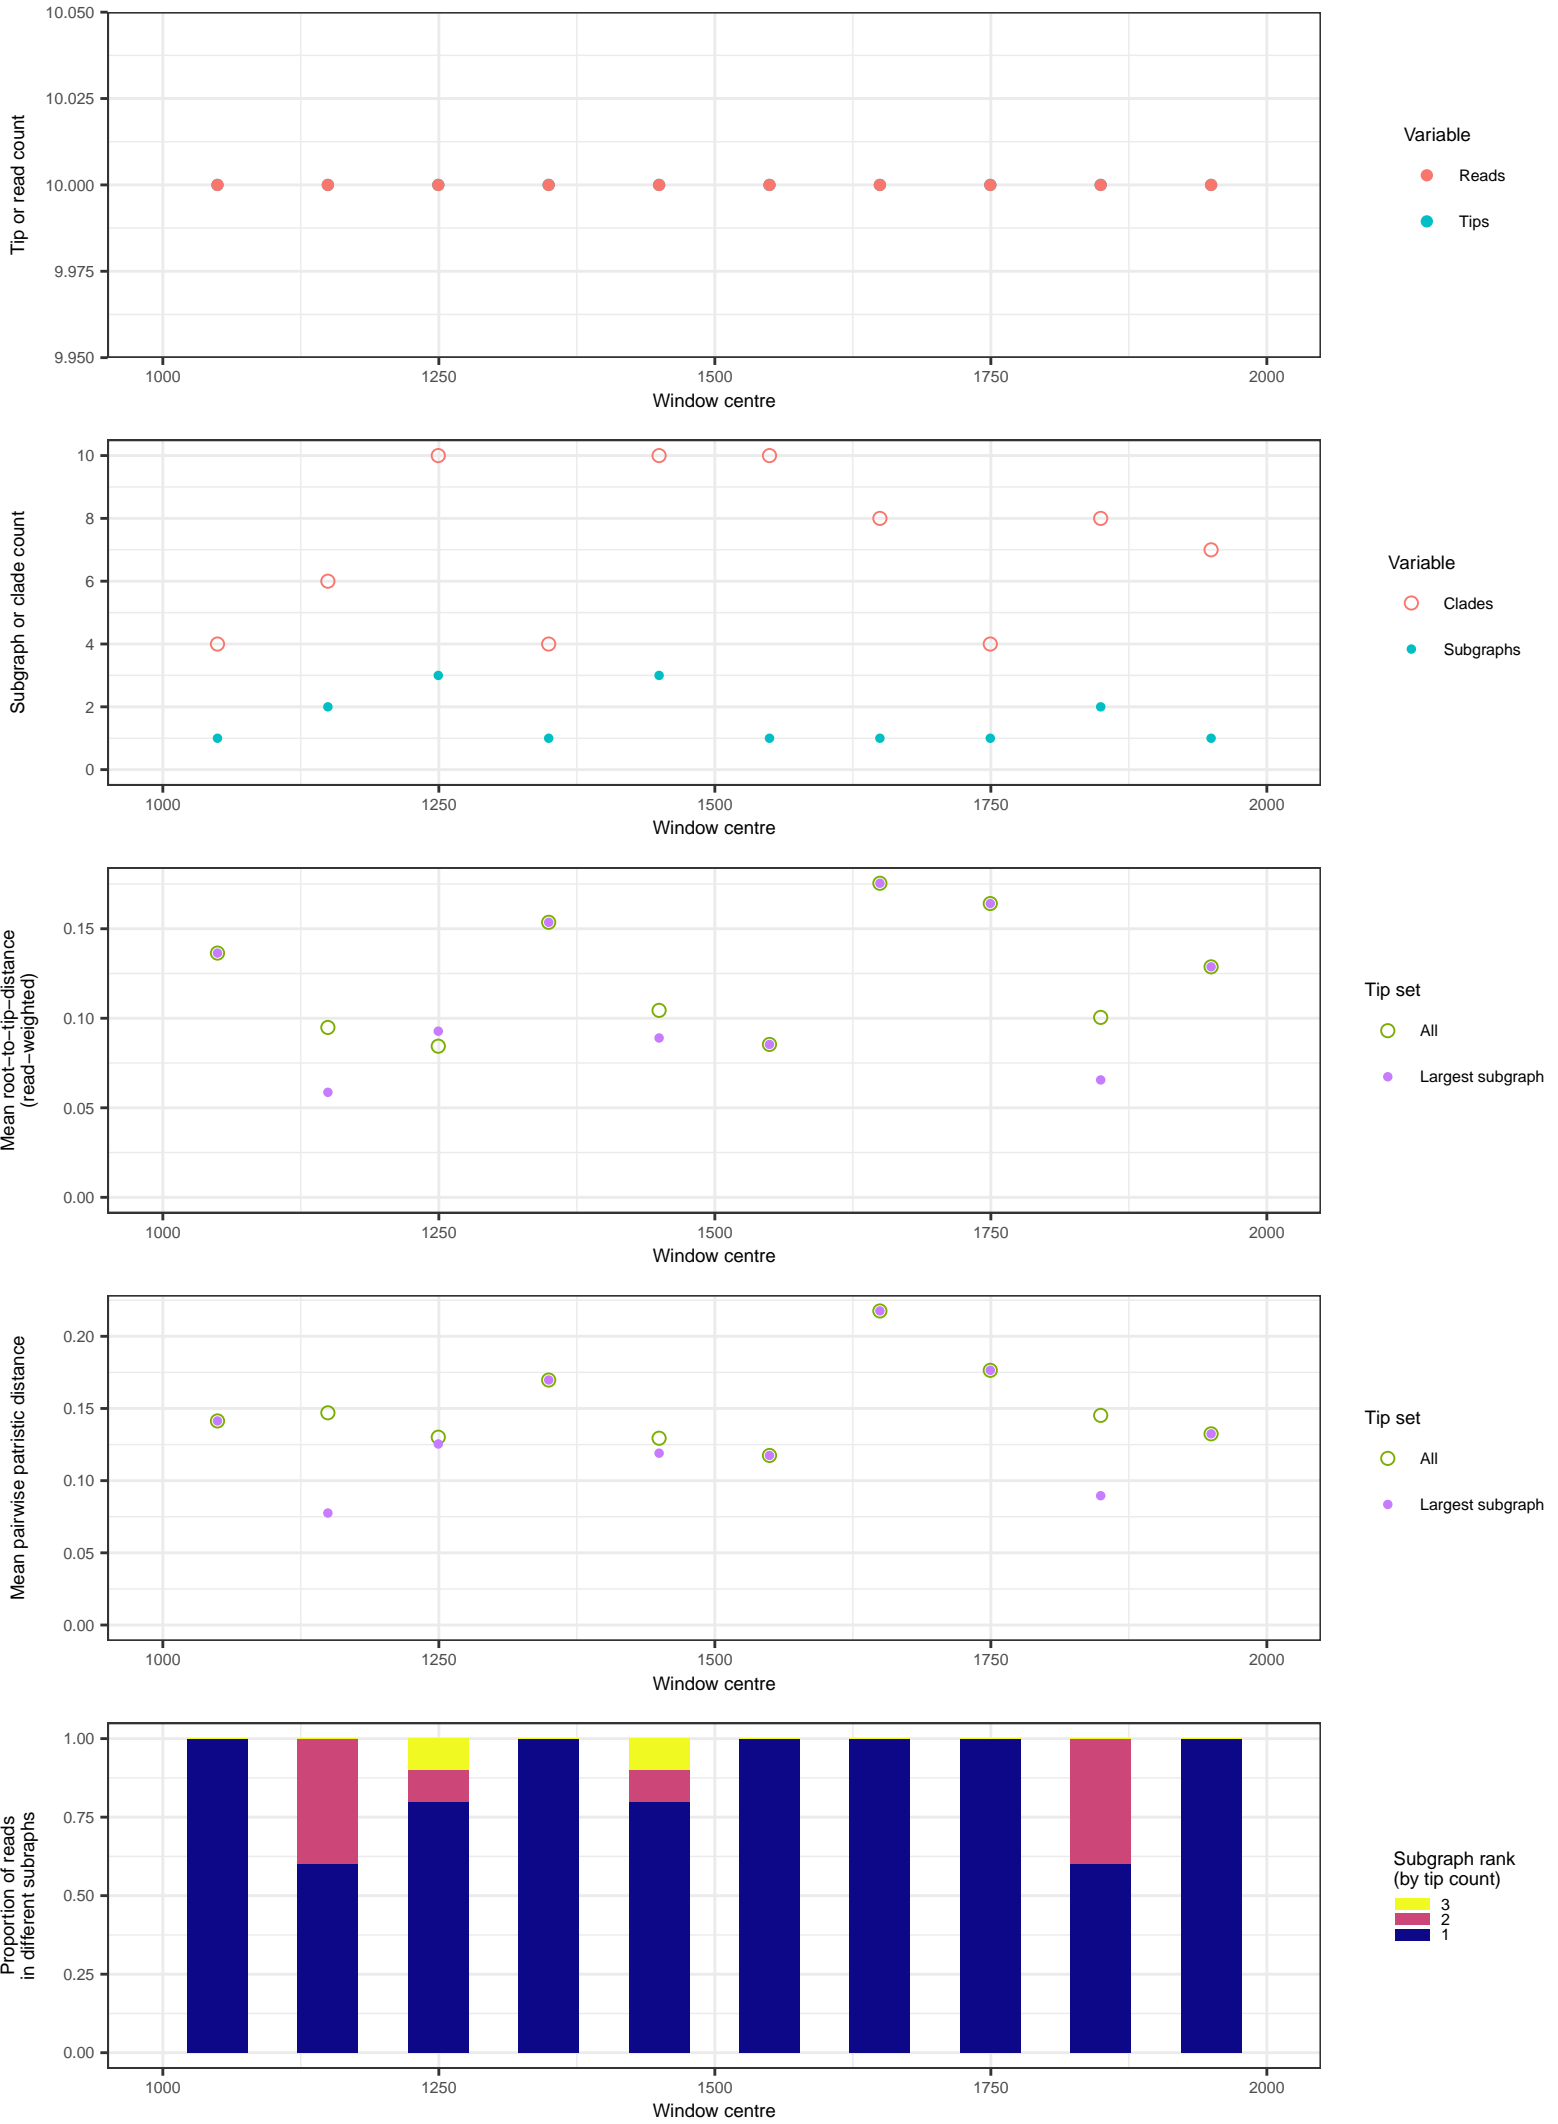 10.050
10.025
10.000
9.975
9.950
Tip or read count
1000 1250 1500 1750 2000
Window centre
Variable
Reads
Tips
10
8
6
4
2
0
Subgraph or clade count
1000 1250 1500 1750 2000
Window centre
Variable
Clades
Subgraphs
0.15
0.10
0.05
0.00
Mean root−to−tip−distance
(read−weighted)
1000 1250 1500 1750 2000
Window centre
Tip set
All
Largest subgraph
0.20
0.15
0.10
0.05
0.00
Mean pairwise patristic distance
1000 1250 1500 1750 2000
Window centre
Tip set
All
Largest subgraph
1.00
0.75
0.50
0.25
0.00
Proportion of reads
in different subraphs
1000 1250 1500 1750 2000
Window centre
Subgraph rank
(by tip count)
3
2
1